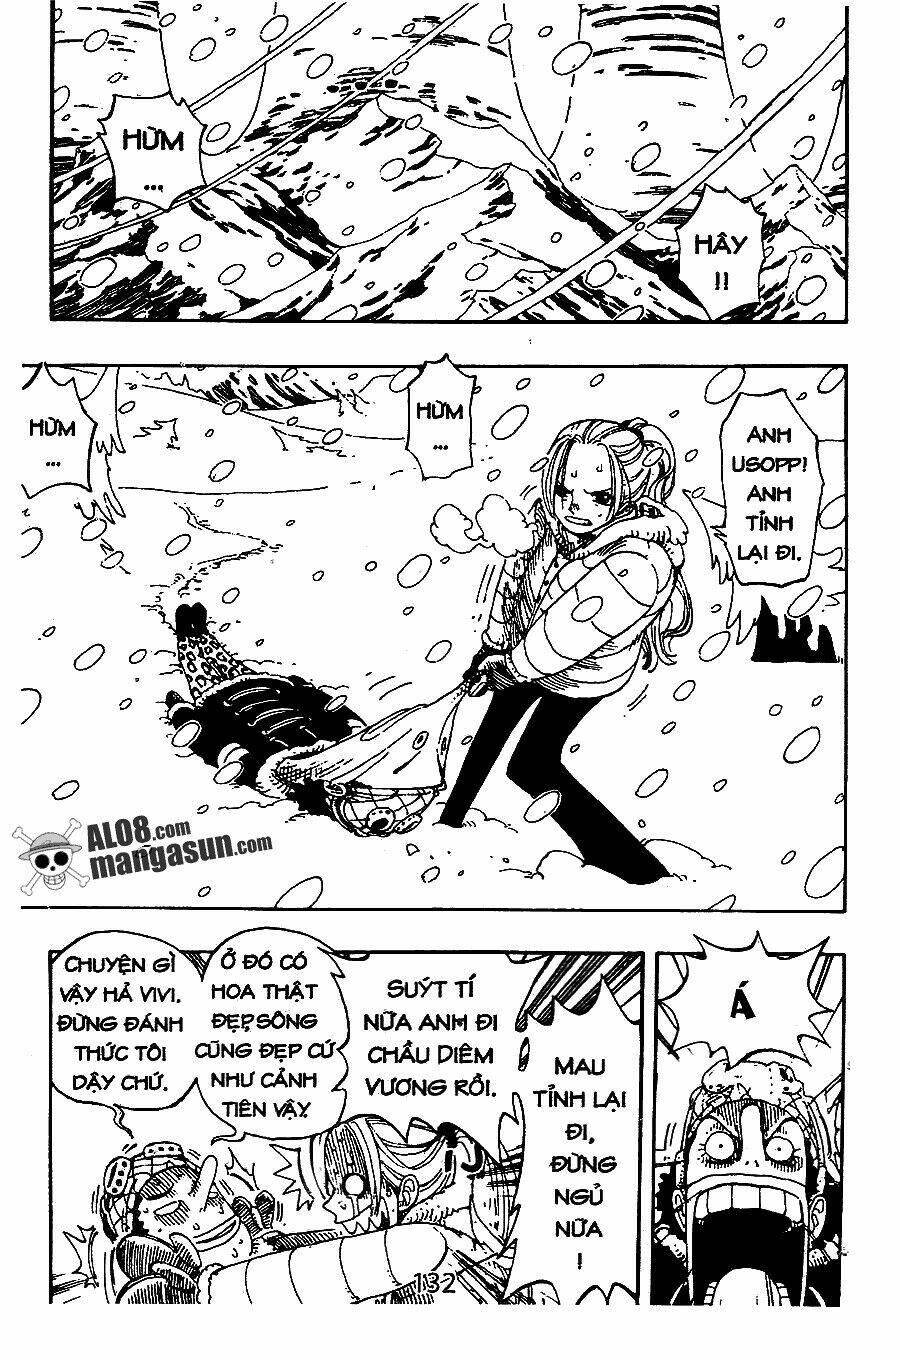 HÂY
!!
HỪM
...
ANH
USOPP!
ANH
TỈNH
LẠI ĐI.
HỪM
...
HỪM
...
AL08.com
mangasun.com
Á
MAU
TỈNH LẠI
ĐI,
ĐỪNG
NGỦ
NỮA
!
SUÝT TÍ
NỮA ANH ĐI
CHẦU DIÊM
VƯƠNG RỒI.
Ở ĐÓ CÓ
HOA THẬT
ĐẸP,SÔNG
CŨNG ĐẸP CỨ
NHƯ CẢNH
TIÊN VẬY.
CHUYỆN GÌ
VẬY HẢ VIVI.
ĐỪNG ĐÁNH
THỨC TÔI
DẬY CHỨ.
132